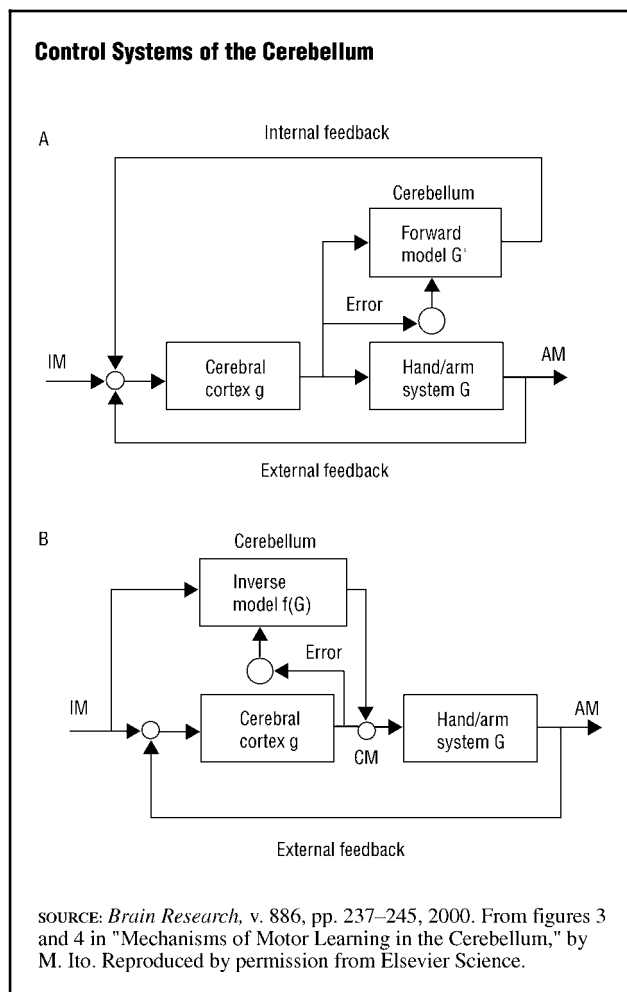 Control Systems of the Cerebellum
A
Internal feedback
Cerebellum
Forward
model G'
Error
IM
Cerebral
cortex g
Hand/arm
system G
AM
External feedback
B
Cerebellum
Inverse
model f(G)
Error
IM
Cerebral
cortex g
CM
Hand/arm
system G
AM
External feedback
SOURCE: Brain Research, v. 886, pp. 237–245, 2000. From figures 3
and 4 in "Mechanisms of Motor Learning in the Cerebellum," by
M. Ito. Reproduced by permission from Elsevier Science.